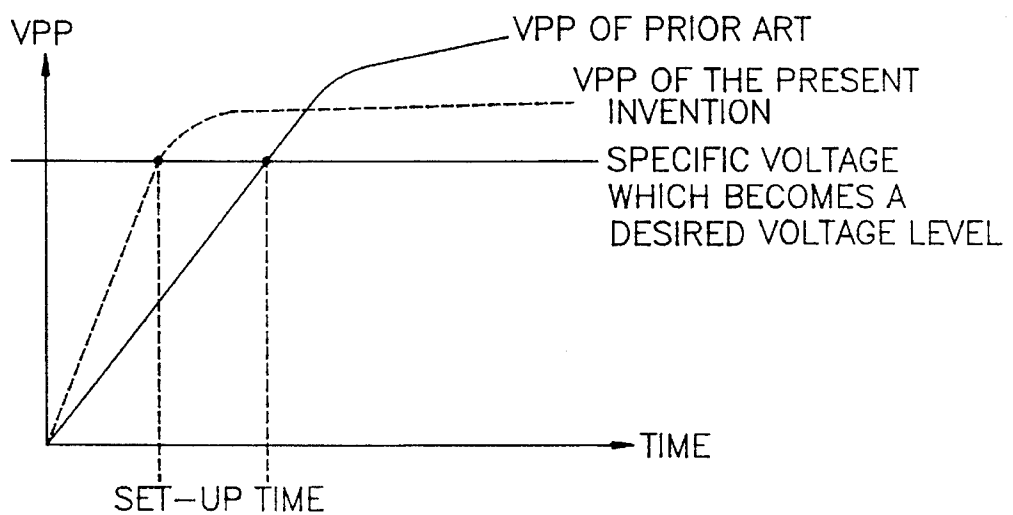 VPP
VPP OF PRIOR ART
VPP OF THE PRESENT
INVENTION
SPECIFIC VOLTAGE
WHICH BECOMES A
DESIRED VOLTAGE LEVEL
TIME
SET-UP TIME